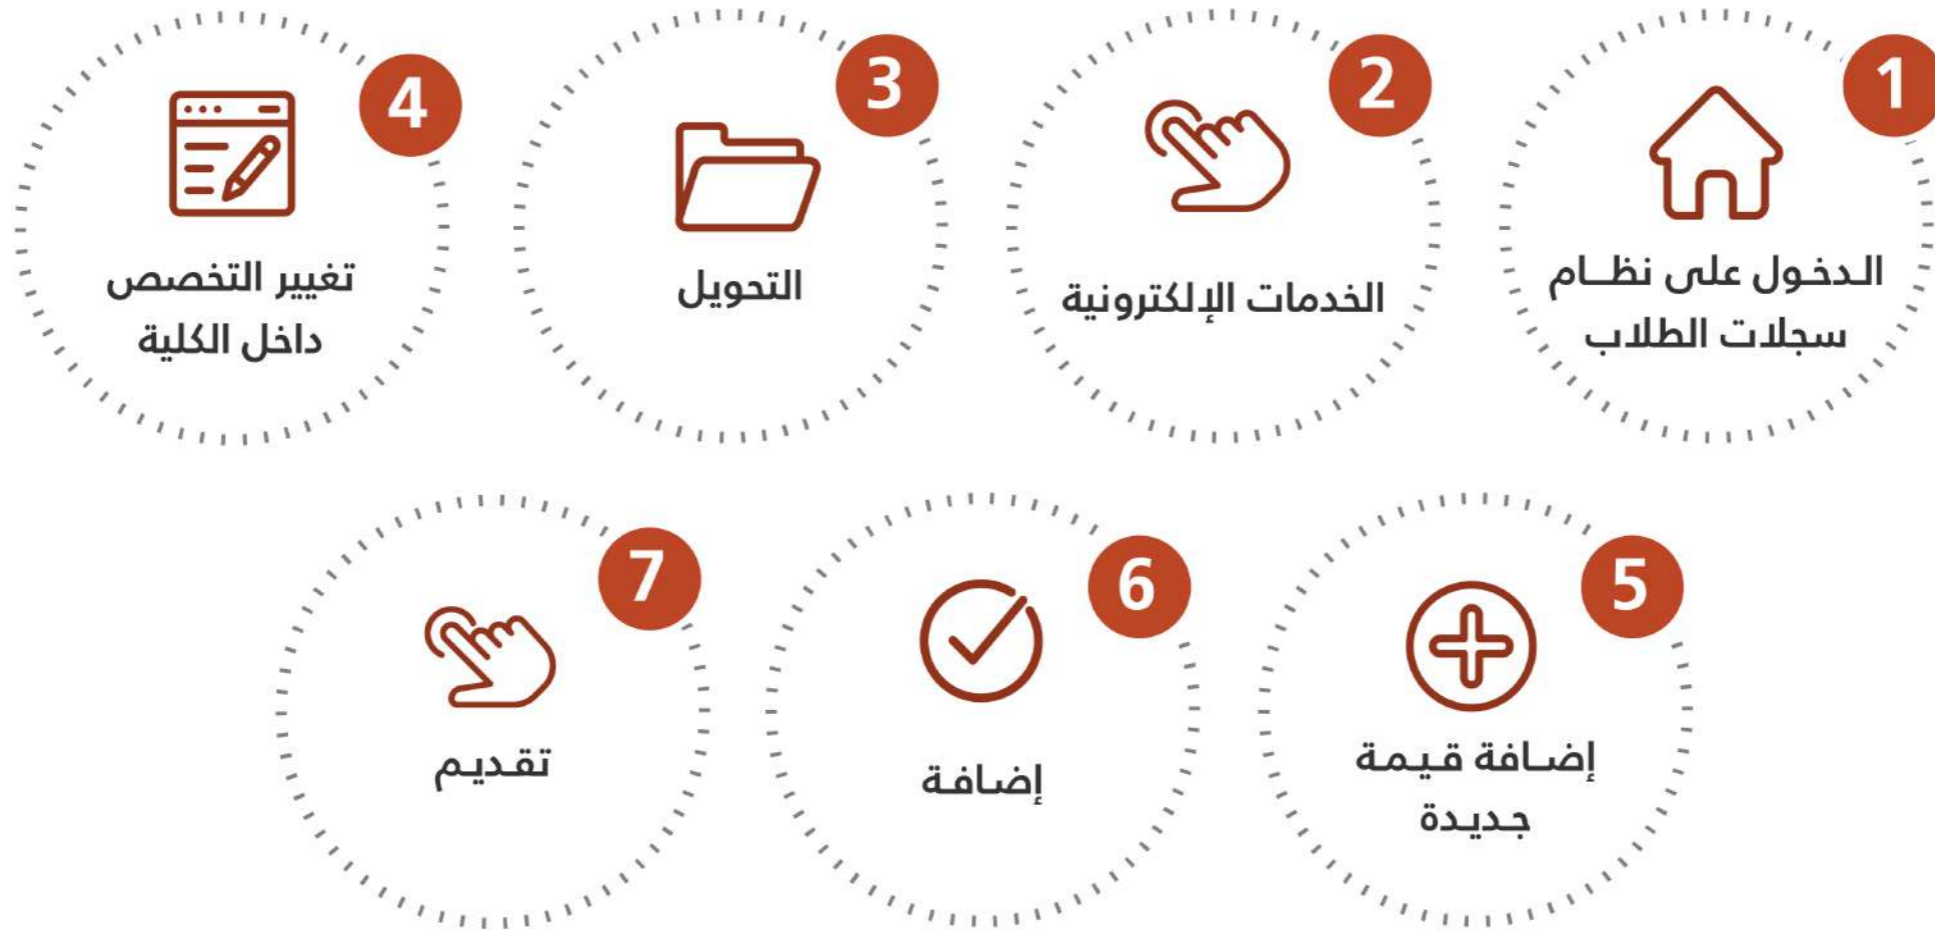 1
الدخول على نظام
سجلات الطلاب
2
الخدمات الإلكترونية
3
التحويل
4
تغيير التخصص
داخل الكلية
5
إضافة قيمة
جديدة
6
إضافة
7
تقديم